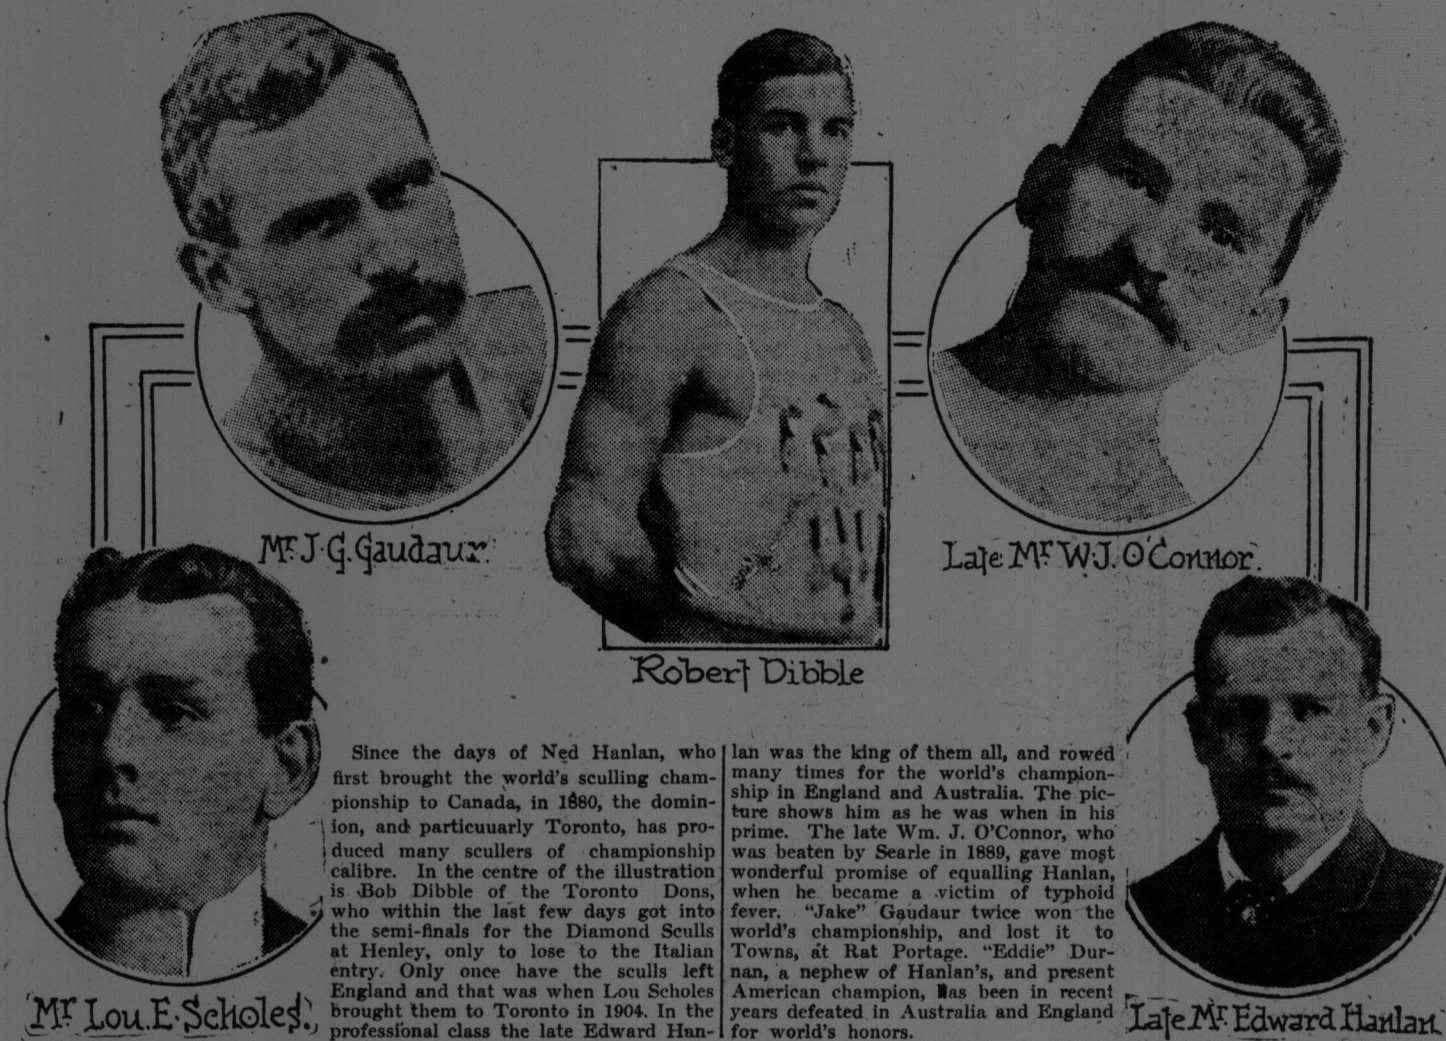 Mr. J. G. Gaudaur.
Late Mr. W. J. O'Connor.
Robert Dibble
Since the days of Ned Hanlan, who
first brought the world's sculling cham-
pionship to Canada, in 1880, the domin-
ion, and particuuarly Toronto, has pro-
duced many scullers of championship
calibre. In the centre of the illustration
is Bob Dibble of the Toronto Dons,
who within the last few days got into
the semi-finals for the Diamond Sculls
at Henley, only to lose to the Italian
entry. Only once have the sculls left
England and that was when Lou Scholes
brought them to Toronto in 1904. In the
professional class the late Edward Han-
lan was the king of them all, and rowed
many times for the world's champion-
ship in England and Australia. The pic-
ture shows him as he was when in his
prime. The late Wm. J. O'Connor, who
was beaten by Searle in 1889, gave most
wonderful promise of equalling Hanlan,
when he became a victim of typhoid
fever. "Jake" Gaudaur twice won the
world's championship, and lost it to
Towns, at Rat Portage. "Eddie" Dur-
nan, a nephew of Hanlan's, and present
American champion, has been in recent
years defeated in Australia and England
for world's honors.
Mr. Lou. E. Scholes.
Late Mr. Edward Hanlan